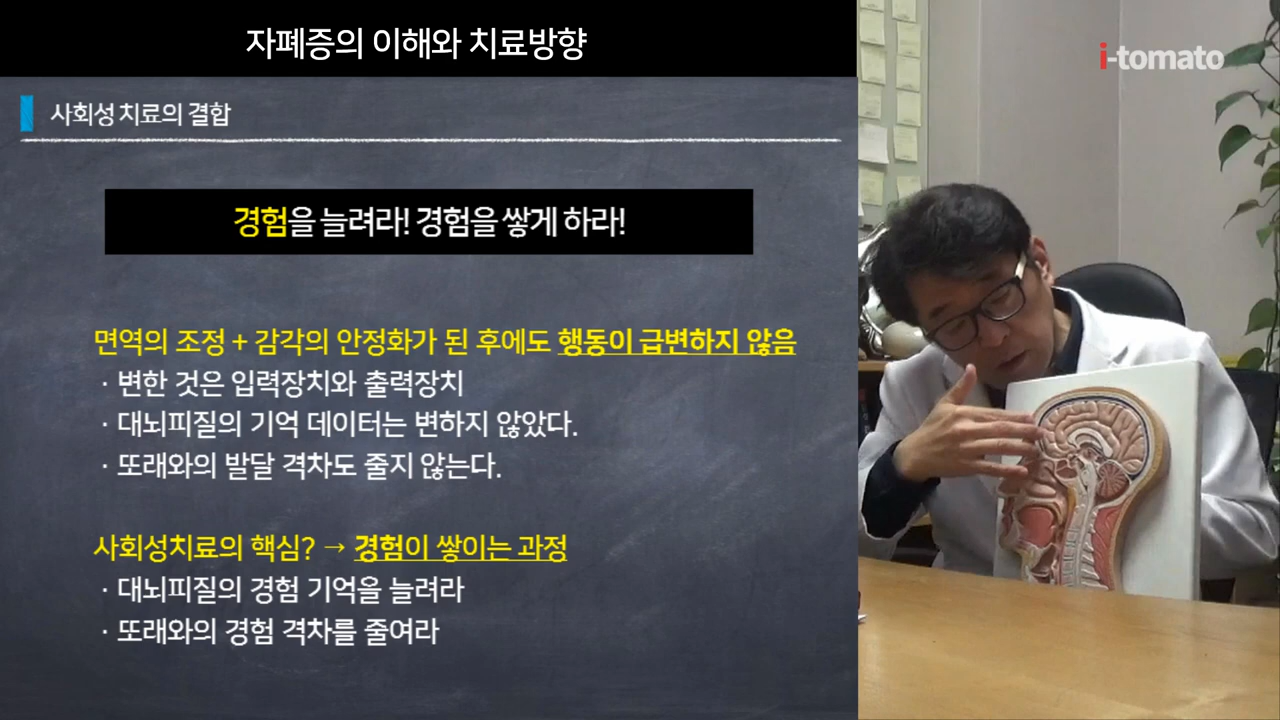 자폐증의 이해와 치료방향
i-tomato
사회성 치료의 결합
경험을 늘려라! 경험을 쌓게 하라!
면역의 조정 + 감각의 안정화가 된 후에도 행동이 급변하지 않음
· 변한 것은 입력장치와 출력장치
· 대뇌피질의 기억 데이터는 변하지 않았다.
· 또래와의 발달 격차도 줄지 않는다.
사회성치료의 핵심? → 경험이 쌓이는 과정
· 대뇌피질의 경험 기억을 늘려라
· 또래와의 경험 격차를 줄여라